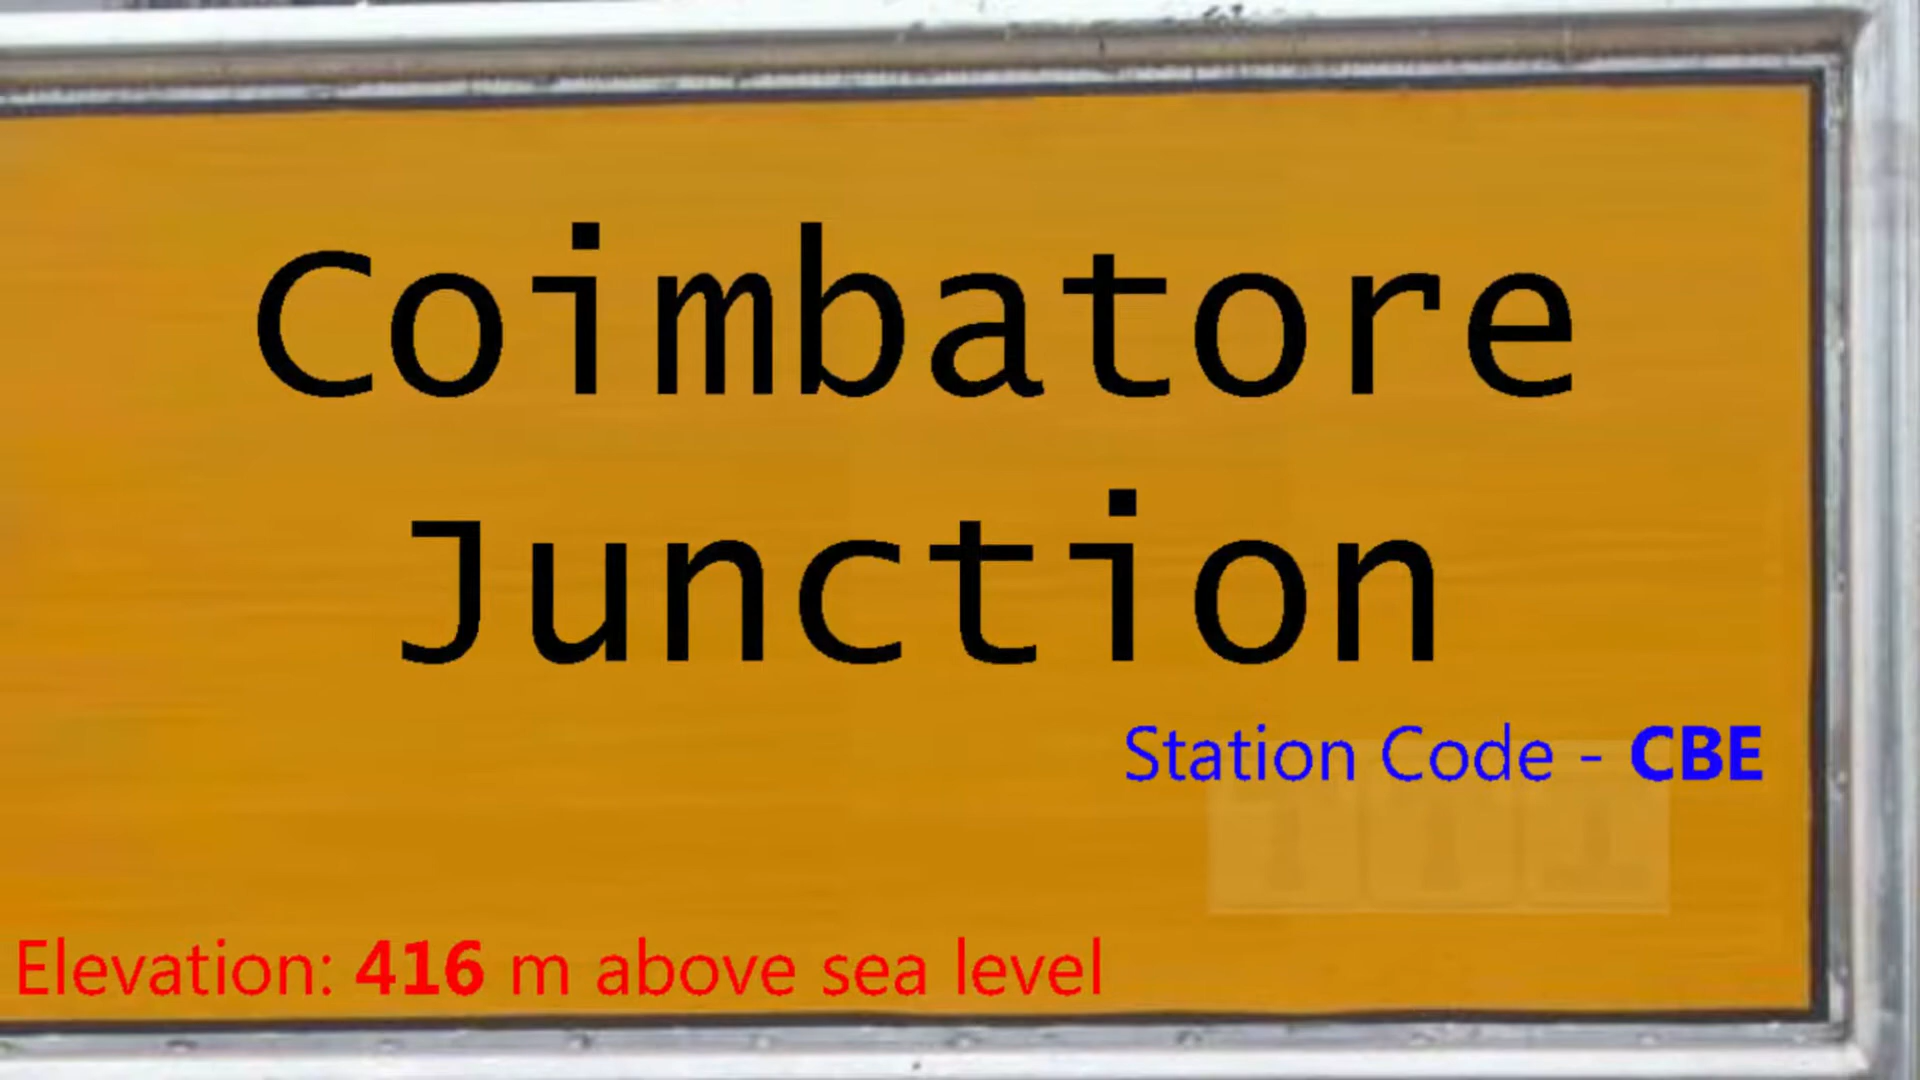 Coimbatore
Junction
Station Code - CBE
Elevation: 416 m above sea level